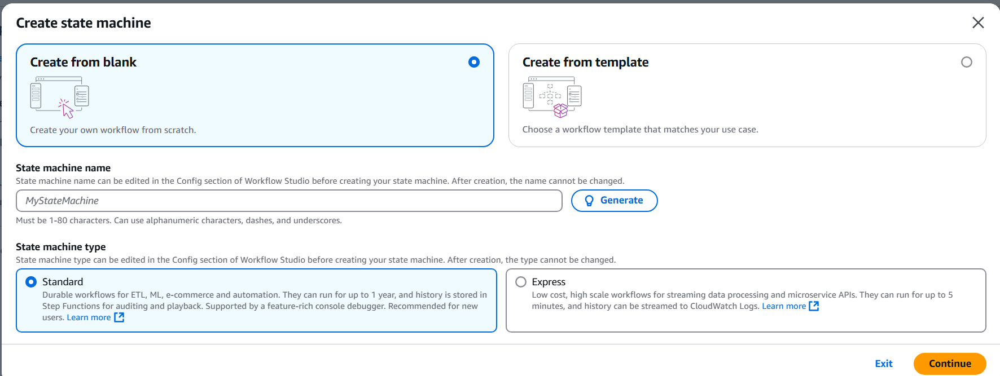 Create state machine
Create from blank
Create your own workflow from scratch.
Create from template
Choose a workflow template that matches your use case.
State machine name
State machine name can be edited in the Config section of Workflow Studio before creating your state machine. After creation, the name cannot be changed.
MyStateMachine
Generate
Must be 1-80 characters. Can use alphanumeric characters, dashes, and underscores.
State machine type
State machine type can be edited in the Config section of Workflow Studio before creating your state machine. After creation, the type cannot be changed.
Standard
Durable workflows for ETL, ML, e-commerce and automation. They can run for up to 1 year, and history is stored in
Step Functions for auditing and playback. Supported by a feature-rich console debugger. Recommended for new
users. Learn more
Express
Low cost, high scale workflows for streaming data processing and microservice APIs. They can run for up to 5
minutes, and history can be streamed to CloudWatch Logs. Learn more
Exit
Continue